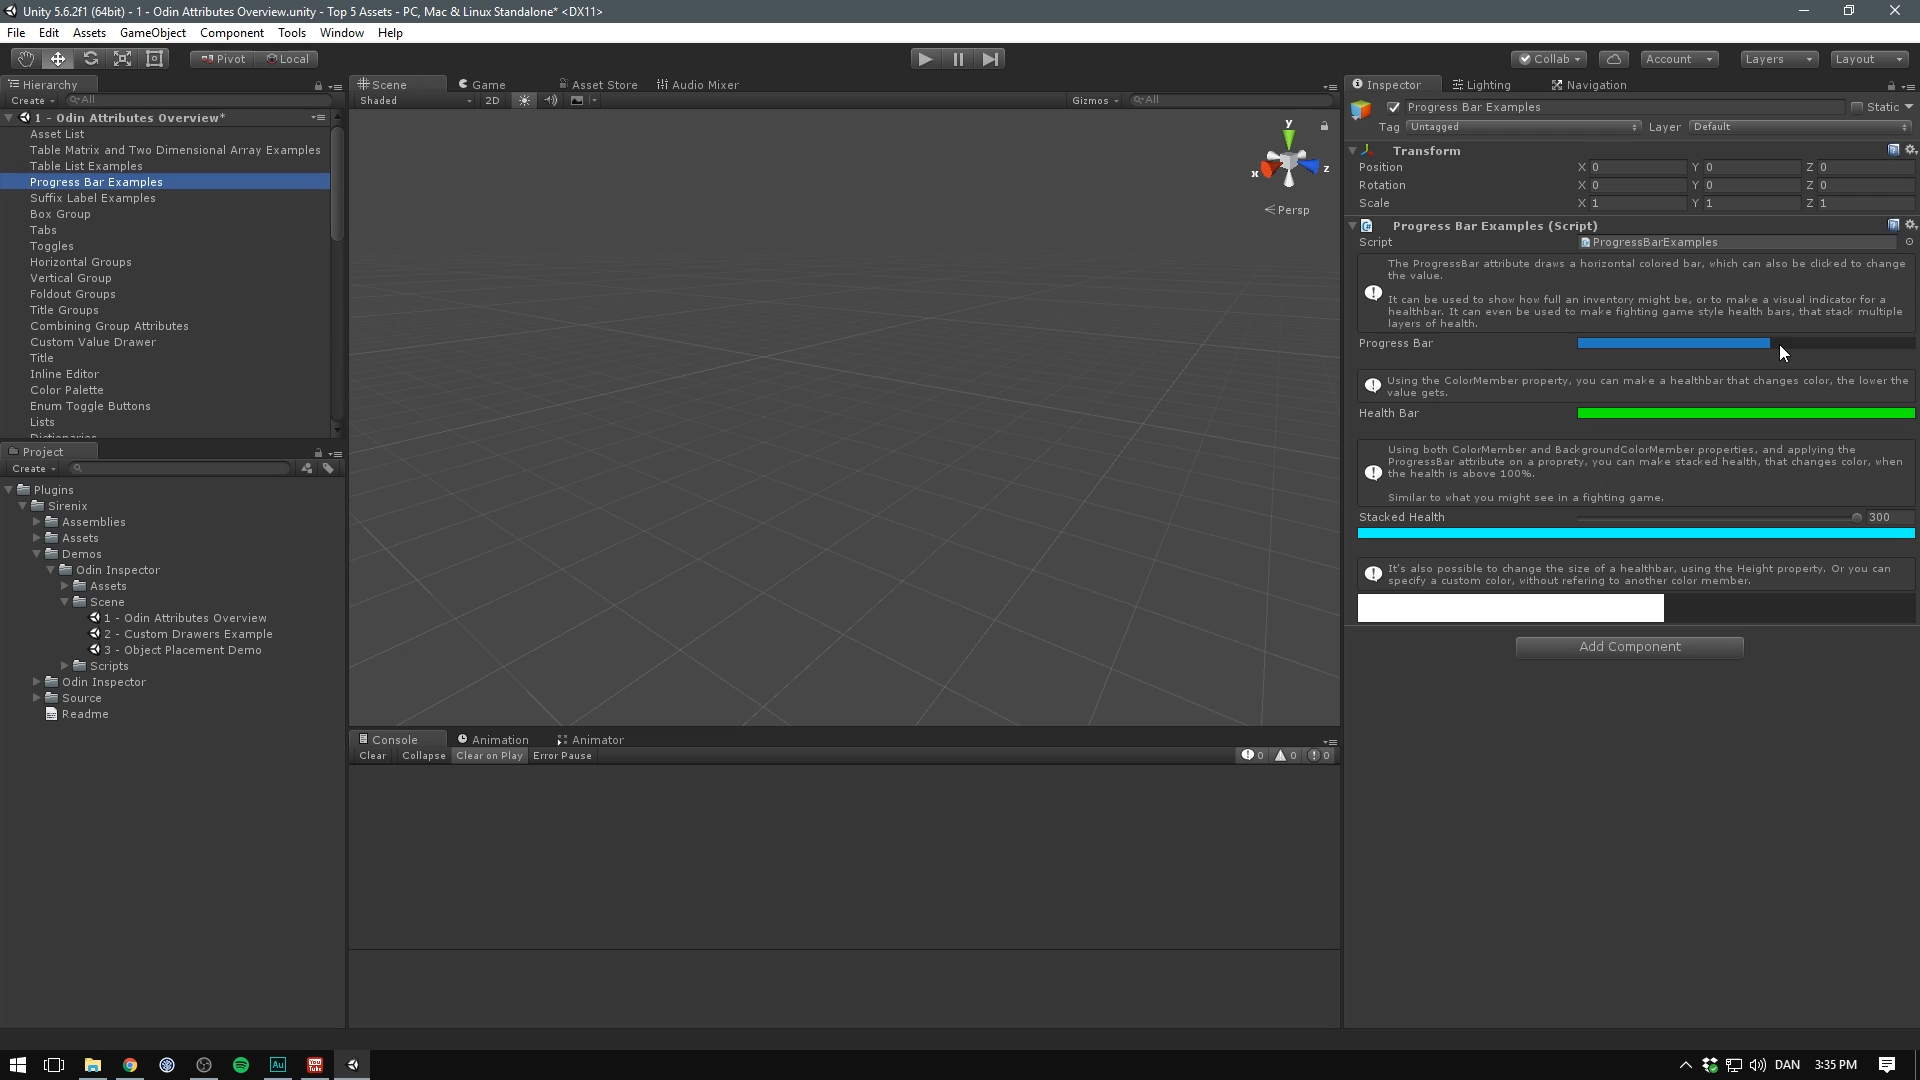 Unity 5.6.2f1 (64bit) - 1 - Odin Attributes Overview.unity - Top 5 Assets - PC, Mac & Linux Standalone* <DX11>
File Edit Assets GameObject Component Tools Window Help
Pivot Local Collab Account Layers Layout
Hierarchy
Create All
1 - Odin Attributes Overview*
Asset List
Table Matrix and Two Dimensional Array Examples
Table List Examples
Progress Bar Examples
Suffix Label Examples
Box Group
Tabs
Toggles
Horizontal Groups
Vertical Group
Foldout Groups
Title Groups
Combining Group Attributes
Custom Value Drawer
Title
Inline Editor
Color Palette
Enum Toggle Buttons
Lists
Dictionaries
Project
Create
Plugins
Sirenix
Assemblies
Assets
Demos
Odin Inspector
Assets
Scene
1 - Odin Attributes Overview
2 - Custom Drawers Example
3 - Object Placement Demo
Scripts
Odin Inspector
Source
Readme
Scene Game Asset Store Audio Mixer
Shaded 2D Gizmos All
y
x z
Persp
Console Animation Animator
Clear Collapse Clear on Play Error Pause 0 0 0
Inspector Lighting Navigation
Progress Bar Examples Static
Tag Untagged Layer Default
Transform
Position X 0 Y 0 Z 0
Rotation X 0 Y 0 Z 0
Scale X 1 Y 1 Z 1
Progress Bar Examples (Script)
Script ProgressBarExamples
The ProgressBar attribute draws a horizontal colored bar, which can also be clicked to change
the value.
It can be used to show how full an inventory might be, or to make a visual indicator for a
healthbar. It can even be used to make fighting game style health bars, that stack multiple
layers of health.
Progress Bar
Using the ColorMember property, you can make a healthbar that changes color, the lower the
value gets.
Health Bar
Using both ColorMember and BackgroundColorMember properties, and applying the
ProgressBar attribute on a proprety, you can make stacked health, that changes color, when
the health is above 100%.
Similar to what you might see in a fighting game.
Stacked Health 300
It's also possible to change the size of a healthbar, using the Height property. Or you can
specify a custom color, without refering to another color member.
Add Component
Au You Tube DAN 3:35 PM